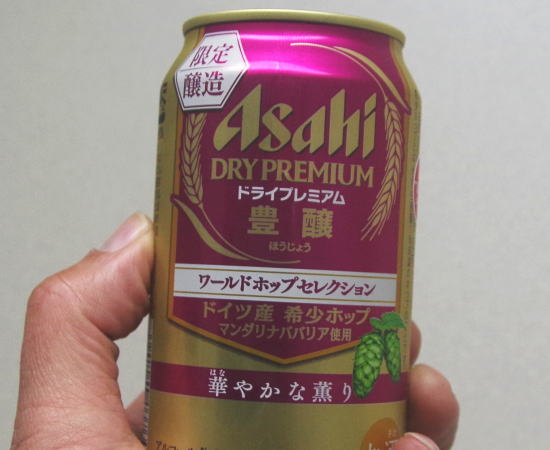 限定
醸造
Asahi
DRY PREMIUM
ドライプレミアム
豊 醸
ほうじょう
ワールドホップセレクション
ドイツ産 希少ホップ
マンダリナババリア使用
はな
華やかな薫り